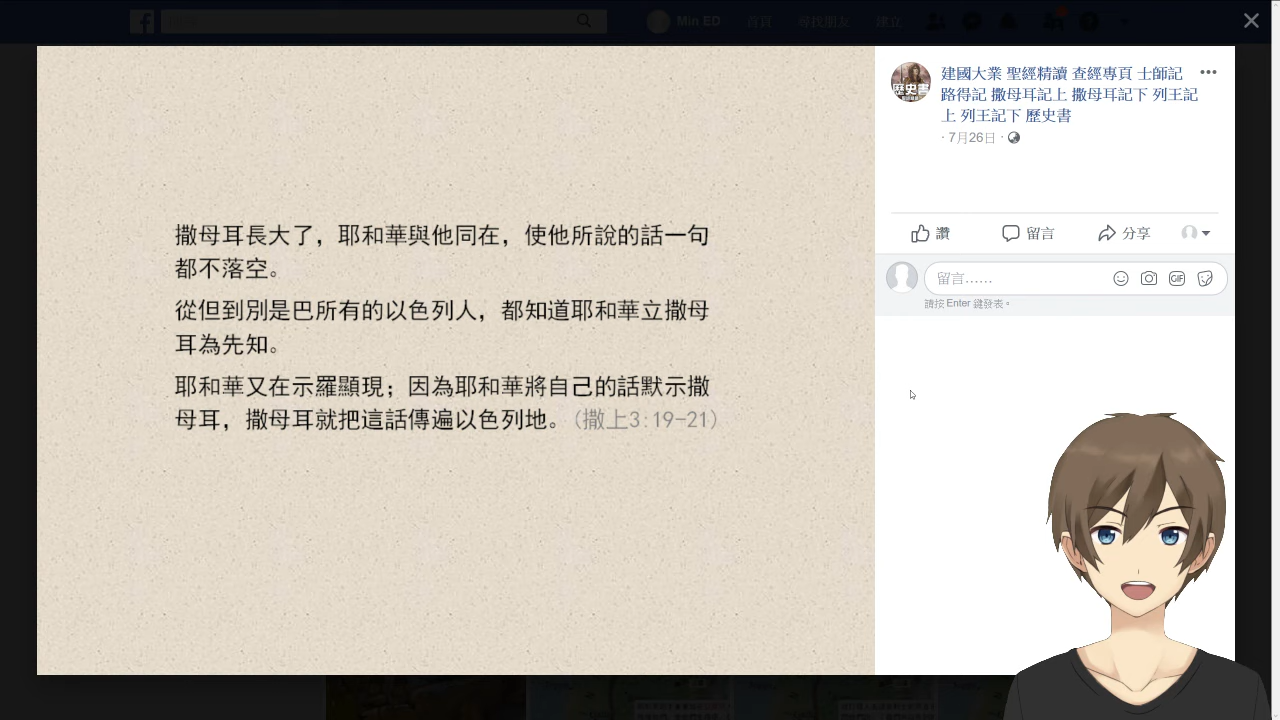 Min ED
首頁
尋找朋友
建立
撒母耳長大了，耶和華與他同在，使他所說的話一句
都不落空。
從但到別是巴所有的以色列人，都知道耶和華立撒母
耳為先知。
耶和華又在示羅顯現；因為耶和華將自己的話默示撒
母耳，撒母耳就把這話傳遍以色列地。（撒上3:19-21）
歷史書
建國大業 聖經精讀 查經專頁 士師記
路得記 撒母耳記上 撒母耳記下 列王記
上 列王記下 歷史書
· 7月26日 ·
讚
留言
分享
留言……
GIF
請按 Enter 鍵發表。